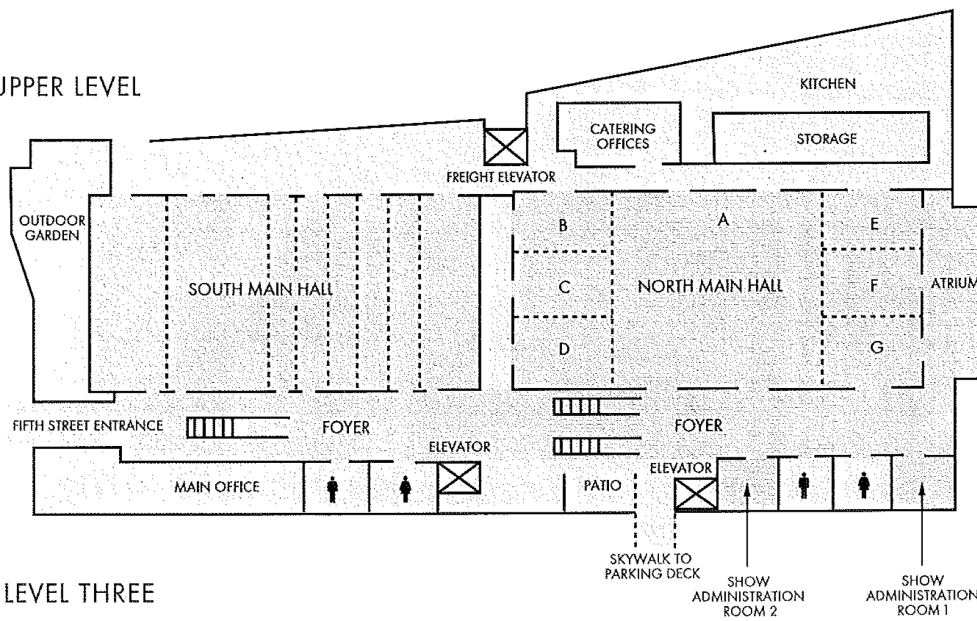 UPPER LEVEL
KITCHEN
CATERING
OFFICES
STORAGE
FREIGHT ELEVATOR
OUTDOOR
GARDEN
B
A
E
SOUTH MAIN HALL
C
NORTH MAIN HALL
F
ATRIUM
D
G
FIFTH STREET ENTRANCE
FOYER
FOYER
ELEVATOR
ELEVATOR
MAIN OFFICE
PATIO
SKYWALK TO
PARKING DECK
SHOW
ADMINISTRATION
ROOM 2
SHOW
ADMINISTRATION
ROOM 1
LEVEL THREE